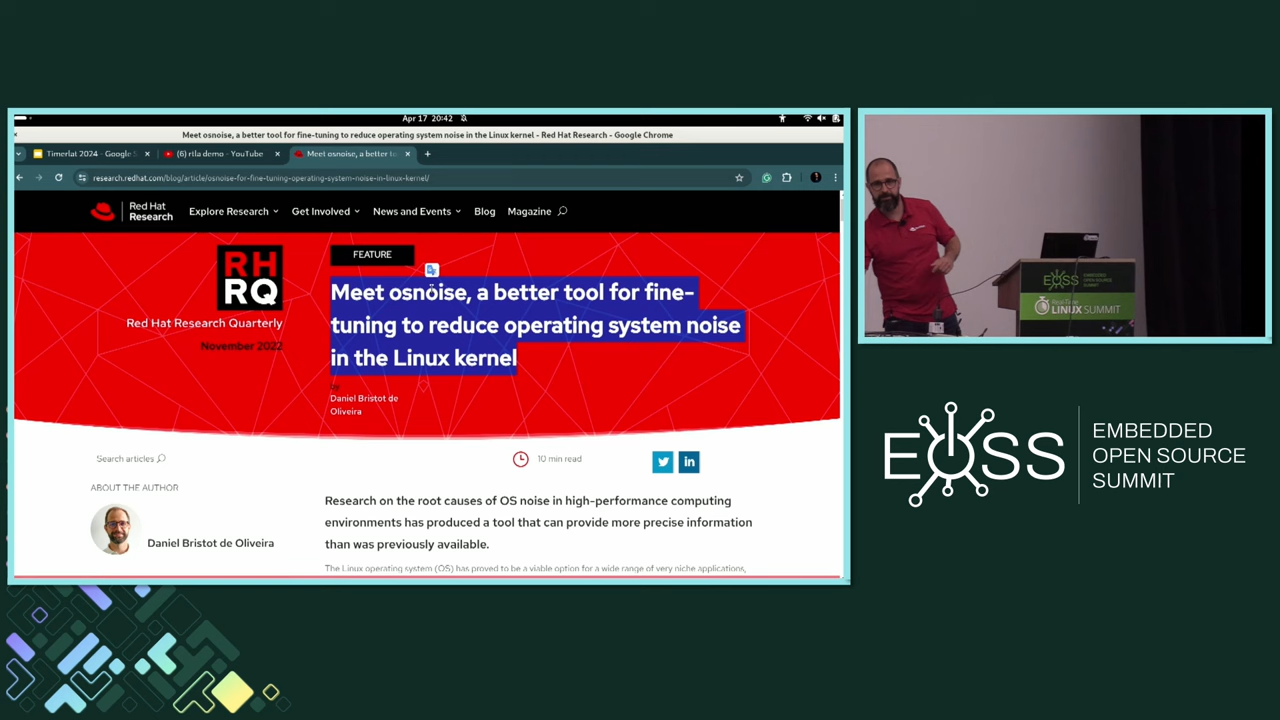 Apr 17 20:42
Meet osnoise, a better tool for fine-tuning to reduce operating system noise in the Linux kernel - Red Hat Research - Google Chrome
Timerlat 2024 - Google S
(6) rtla demo - YouTube
Meet osnoise, a better to
research.redhat.com/blog/article/osnoise-for-fine-tuning-operating-system-noise-in-linux-kernel/
Red Hat
Research
Explore Research
Get Involved
News and Events
Blog
Magazine
FEATURE
RH
RQ
Red Hat Research Quarterly
November 2022
Meet osnoise, a better tool for fine-
tuning to reduce operating system noise
in the Linux kernel
by
Daniel Bristot de
Oliveira
Search articles
10 min read
ABOUT THE AUTHOR
Daniel Bristot de Oliveira
Research on the root causes of OS noise in high-performance computing
environments has produced a tool that can provide more precise information
than was previously available.
The Linux operating system (OS) has proved to be a viable option for a wide range of very niche applications,
EOSS
EMBEDDED
OPEN SOURCE
SUMMIT
Real-Time
LINUX SUMMIT
EOSS
EMBEDDED
OPEN SOURCE
SUMMIT